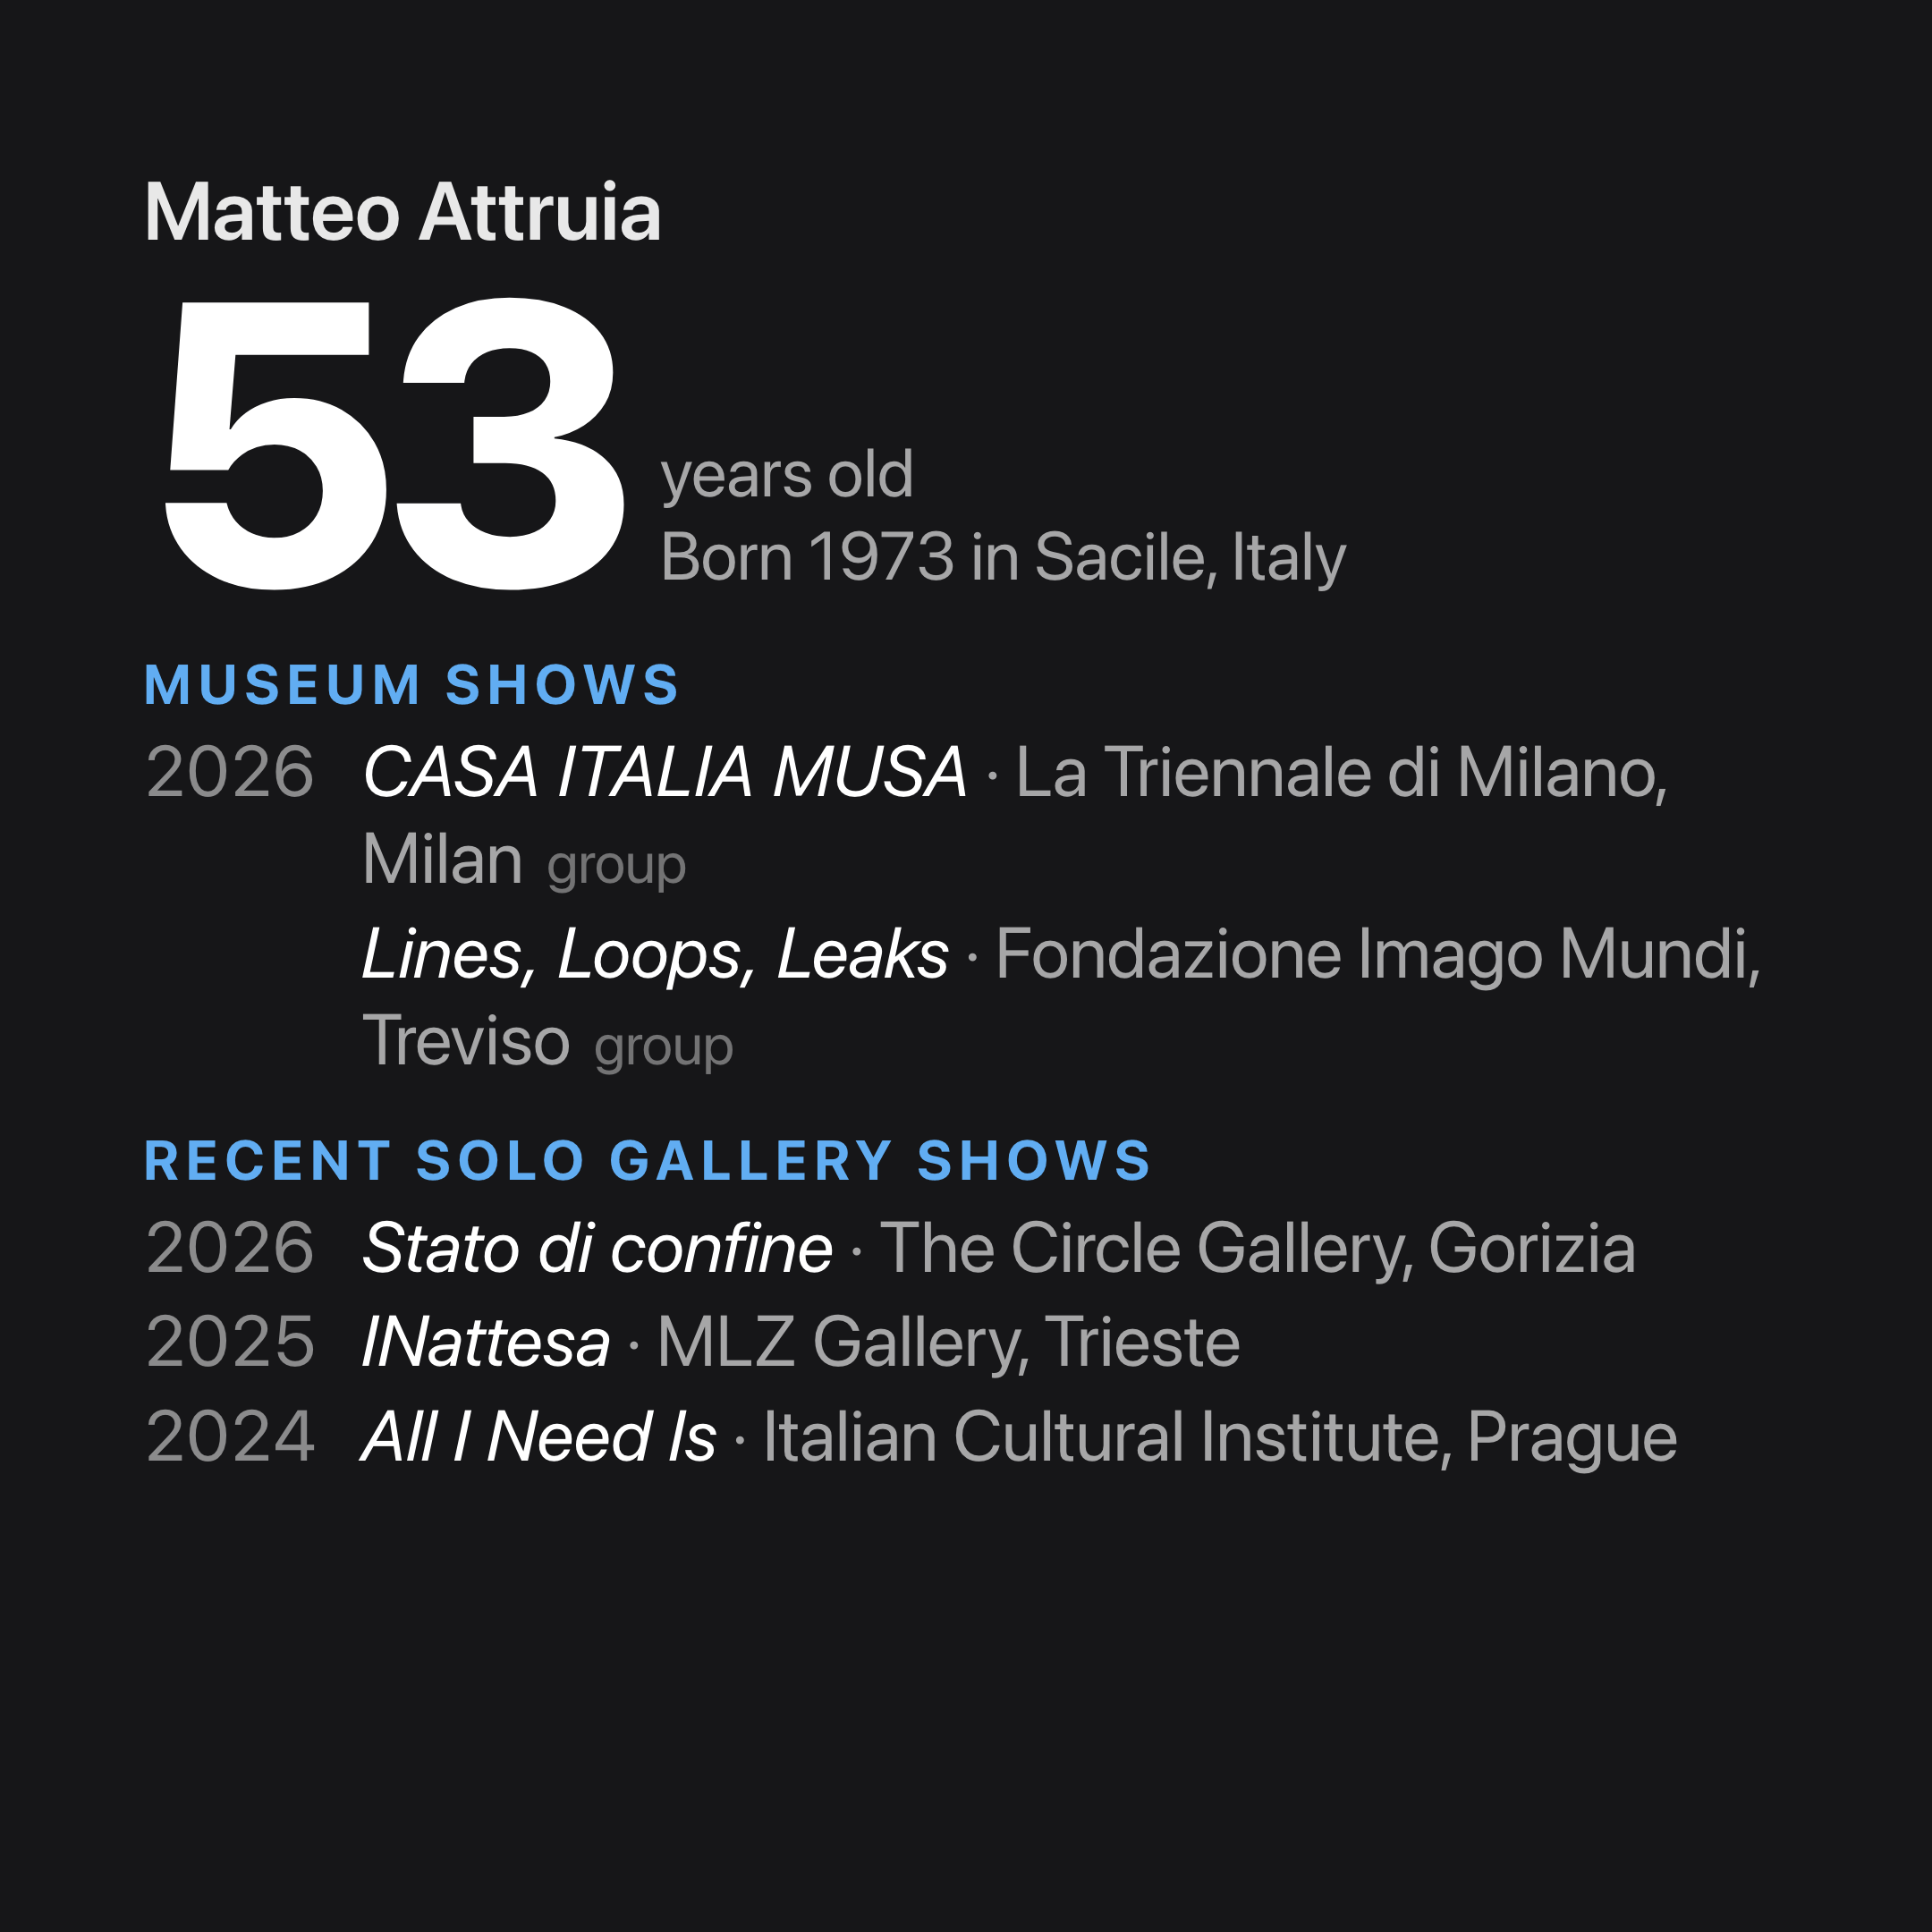 Matteo Attruia
53
years old
Born 1973 in Sacile, Italy
MUSEUM SHOWS
2026 CASA ITALIA MUSA · La Triennale di Milano,
Milan group
Lines, Loops, Leaks · Fondazione Imago Mundi,
Treviso group
RECENT SOLO GALLERY SHOWS
2026 Stato di confine · The Circle Gallery, Gorizia
2025 INattesa · MLZ Gallery, Trieste
2024 All I Need Is · Italian Cultural Institute, Prague